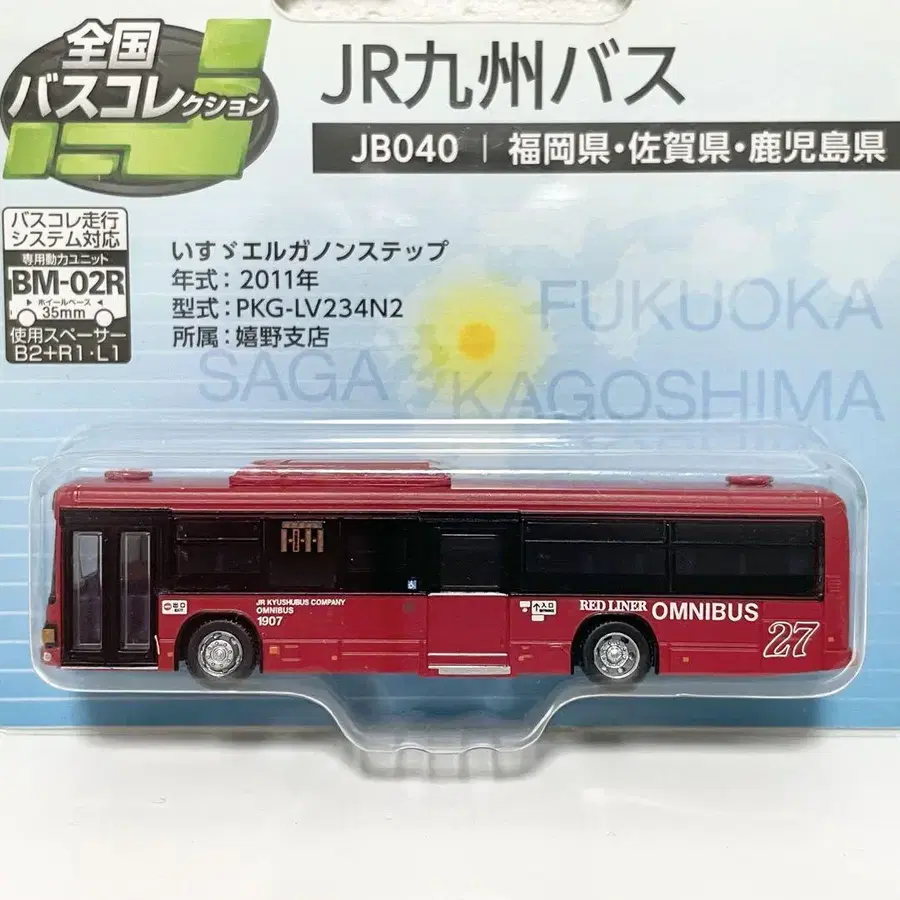 全国
バスコレクション
JR九州バス
JB040 | 福岡県・佐賀県・鹿児島県
バスコレ走行
システム対応
専用動力ユニット
BM-02R
ホイールベース
35mm
使用スペーサー
B2+R1・L1
いすゞエルガノンステップ
年式：2011年
型式：PKG-LV234N2
所属：嬉野支店
FUKUOKA
SAGA
KAGOSHIMA
出口
JR KYUSHUBUS COMPANY
OMNIBUS
1907
入口
RED LINER OMNIBUS
27